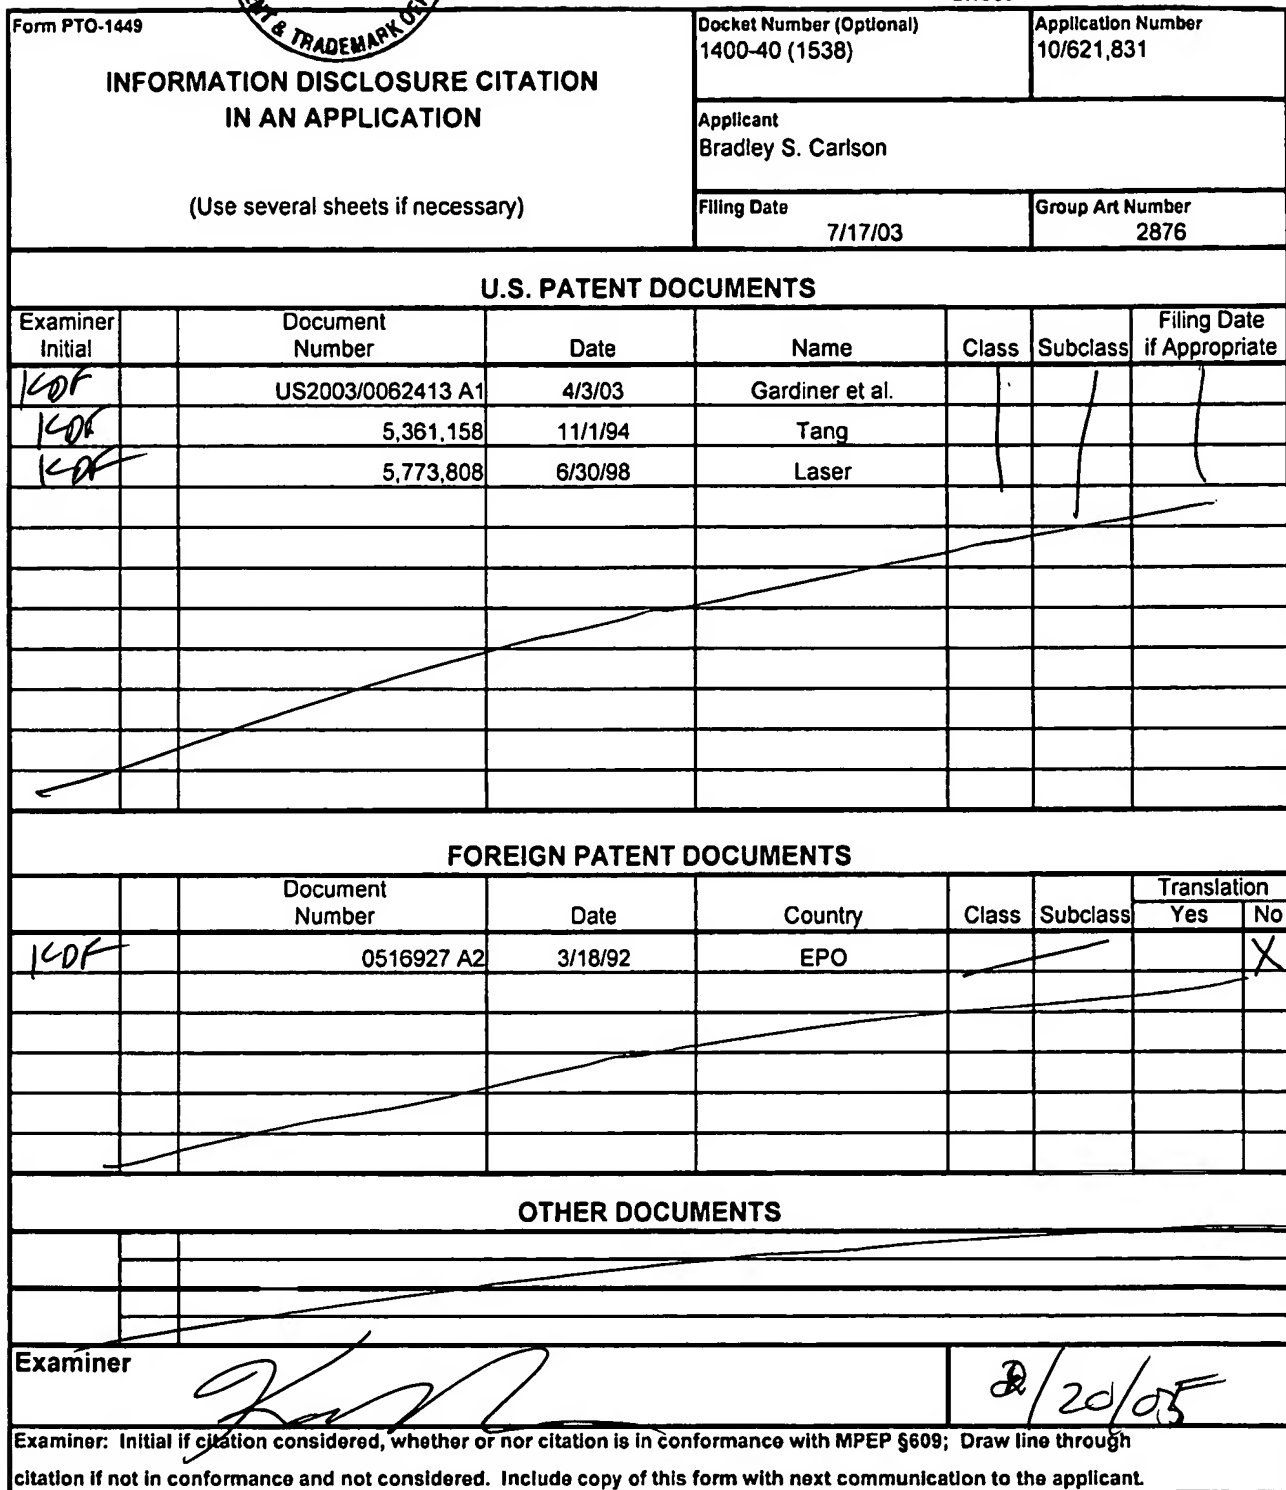 Form PTO-1449
& TRADEMARK
INFORMATION DISCLOSURE CITATION
IN AN APPLICATION
(Use several sheets if necessary)
Docket Number (Optional)
1400-40 (1538)
Application Number
10/621,831
Applicant
Bradley S. Carlson
Filing Date
7/17/03
Group Art Number
2876
U.S. PATENT DOCUMENTS
Examiner Initial Document Number Date Name Class Subclass Filing Date if Appropriate
KDF US2003/0062413 A1 4/3/03 Gardiner et al.
KDF 5,361,158 11/1/94 Tang
KDF 5,773,808 6/30/98 Laser
FOREIGN PATENT DOCUMENTS
Document Number Date Country Class Subclass Translation Yes No
KDF 0516927 A2 3/18/92 EPO X
OTHER DOCUMENTS
Examiner
/20/05
Examiner: Initial if citation considered, whether or nor citation is in conformance with MPEP §609; Draw line through
citation if not in conformance and not considered. Include copy of this form with next communication to the applicant.